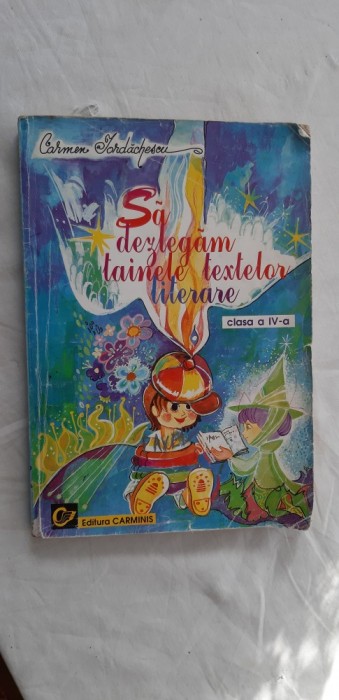 Carmen Iordăchescu
Să
dezlegăm
tainele textelor
literare
clasa a IV-a
Editura CARMINIS